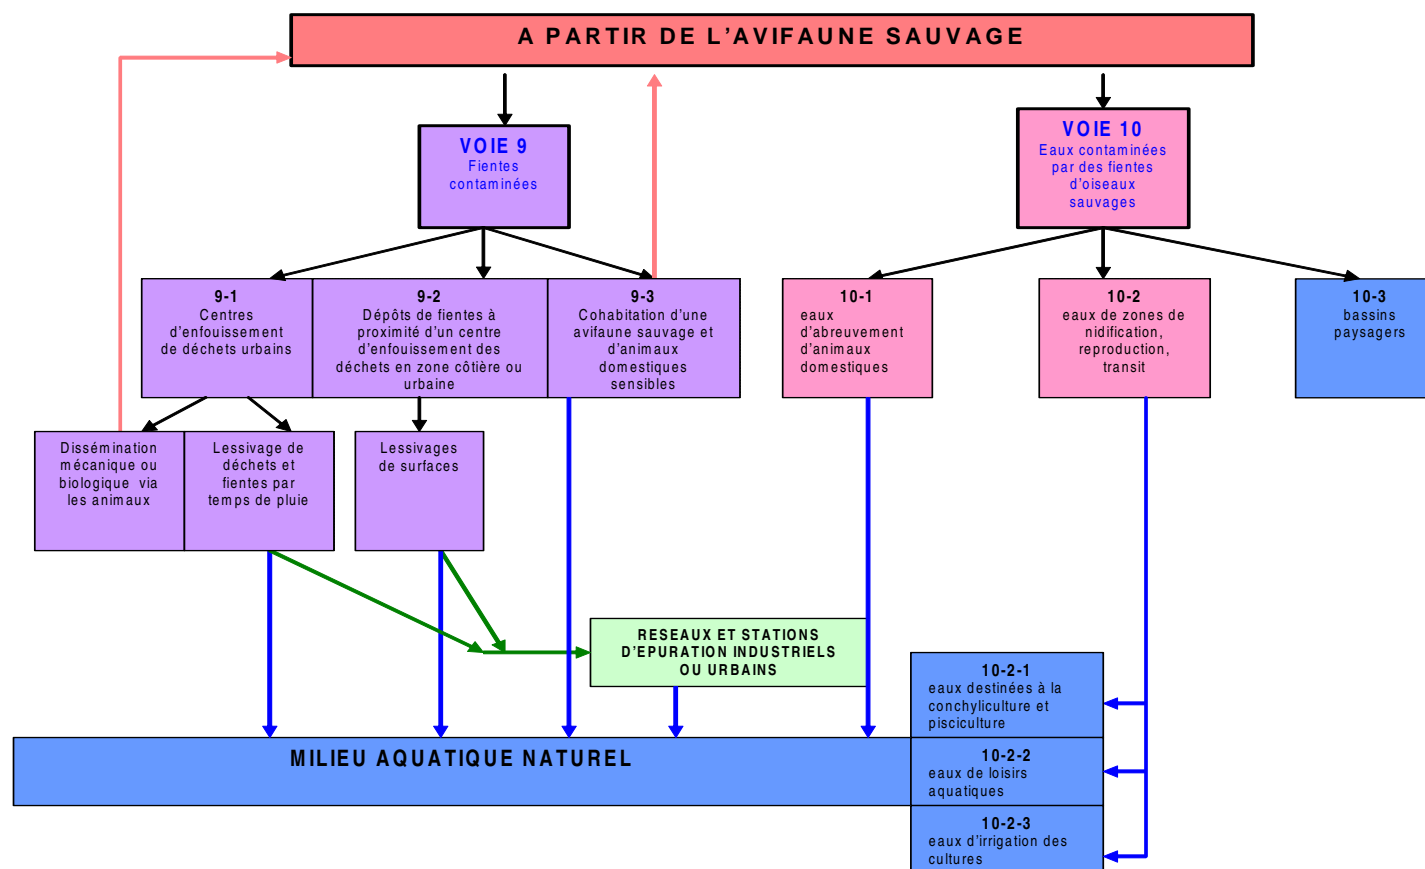 A PARTIR DE L'AVIFAUNE SAUVAGE
VOIE 9
Fientes
contaminées
VOIE 10
Eaux contaminées
par des fientes
d'oiseaux
sauvages
9-1
Centres
d'enfouissement
de déchets urbains
9-2
Dépôts de fientes à
proximité d'un centre
d'enfouissement des
déchets en zone côtière ou
urbaine
9-3
Cohabitation d'une
avifaune sauvage et
d'animaux
domestiques
sensibles
10-1
eaux
d'abreuvement
d'animaux
domestiques
10-2
eaux de zones de
nidification,
reproduction,
transit
10-3
bassins
paysagers
Dissémination
mécanique ou
biologique via
les animaux
Lessivage de
déchets et
fientes par
temps de pluie
Lessivages
de surfaces
RESEAUX ET STATIONS
D'EPURATION INDUSTRIELS
OU URBAINS
10-2-1
eaux destinées à la
conchyliculture et
pisciculture
MILIEU AQUATIQUE NATUREL
10-2-2
eaux de loisirs
aquatiques
10-2-3
eaux d'irrigation des
cultures